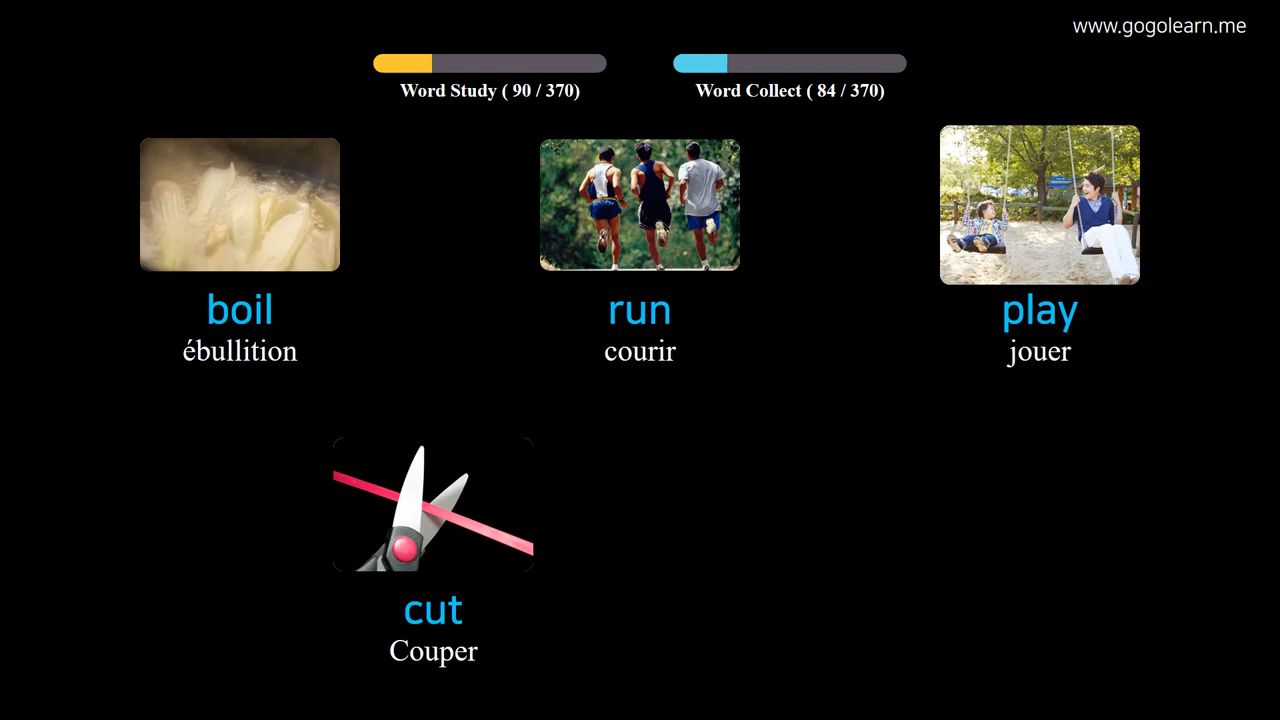 www.gogolearn.me
Word Study ( 90 / 370)
Word Collect ( 84 / 370)
boil
ébullition
run
courir
play
jouer
cut
Couper